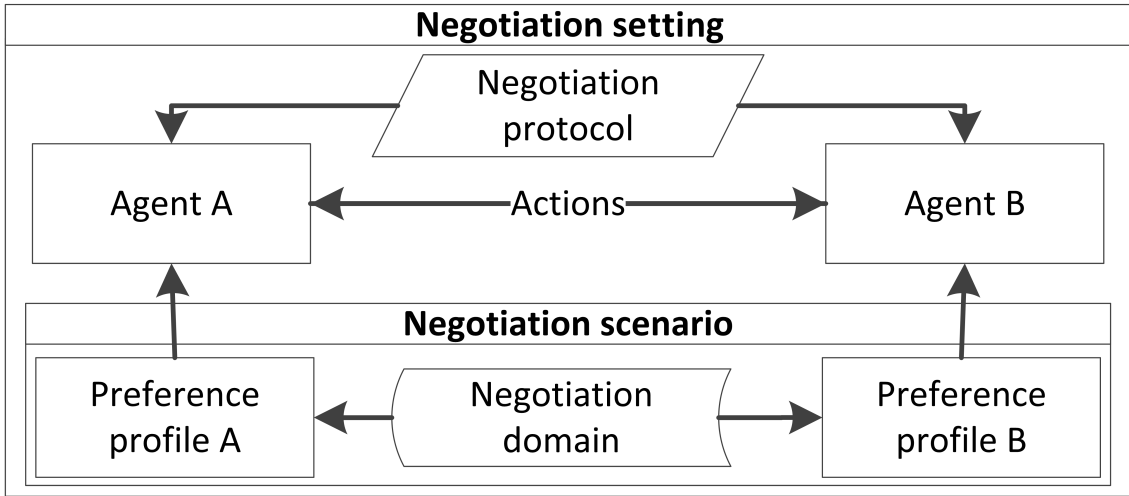 Negotiation setting
Negotiation
protocol
Agent A
Actions
Agent B
Negotiation scenario
Preference
profile A
Negotiation
domain
Preference
profile B